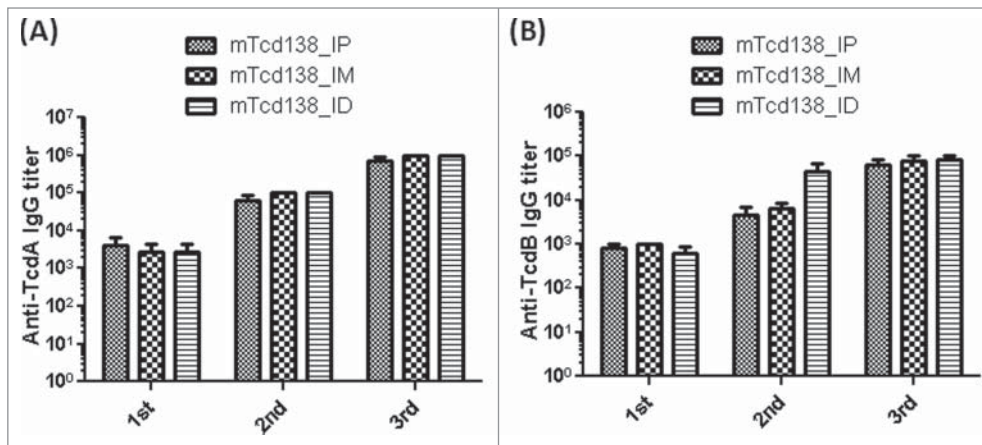 (A)
mTcd138_IP
mTcd138_IM
mTcd138_ID
Anti-TcdA IgG titer
10⁷
10⁶
10⁵
10⁴
10³
10²
10¹
10⁰
1st
2nd
3rd
(B)
mTcd138_IP
mTcd138_IM
mTcd138_ID
Anti-TcdB IgG titer
10⁶
10⁵
10⁴
10³
10²
10¹
10⁰
1st
2nd
3rd